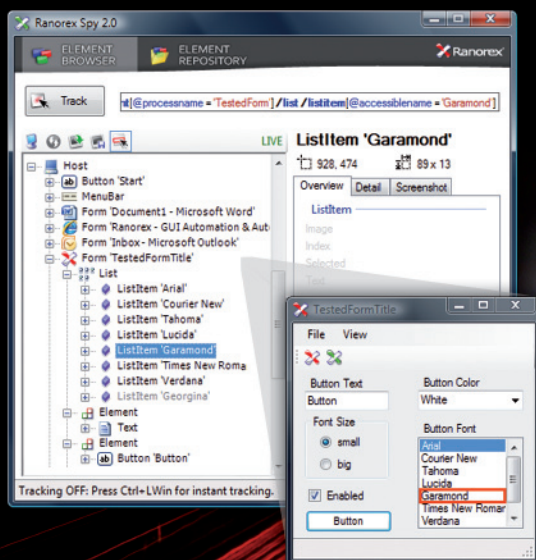 Ranorex Spy 2.0
ELEMENT BROWSER
ELEMENT REPOSITORY
Ranorex
Track
nt[@processname='TestedForm']/list/listitem[@accessiblename='Garamond']
LIVE
Host
Button 'Start'
MenuBar
Form 'Document1 - Microsoft Word'
Form 'Ranorex - GUI Automation & Aut
Form 'Inbox - Microsoft Outlook'
Form 'TestedFormTitle'
List
ListItem 'Arial'
ListItem 'Courier New'
ListItem 'Tahoma'
ListItem 'Lucida'
ListItem 'Garamond'
ListItem 'Times New Roma
ListItem 'Verdana'
ListItem 'Georgina'
Element
Text
Element
Button 'Button'
Tracking OFF: Press Ctrl+LWin for instant tracking.
ListItem 'Garamond'
928, 474
89 x 13
Overview
Detail
Screenshot
ListItem
Image
Index
Selected
Text
TestedFormTitle
File
View
Button Text
Button
Font Size
small
big
Enabled
Button
Button Color
White
Button Font
Arial
Courier New
Tahoma
Lucida
Garamond
Times New Roman
Verdana